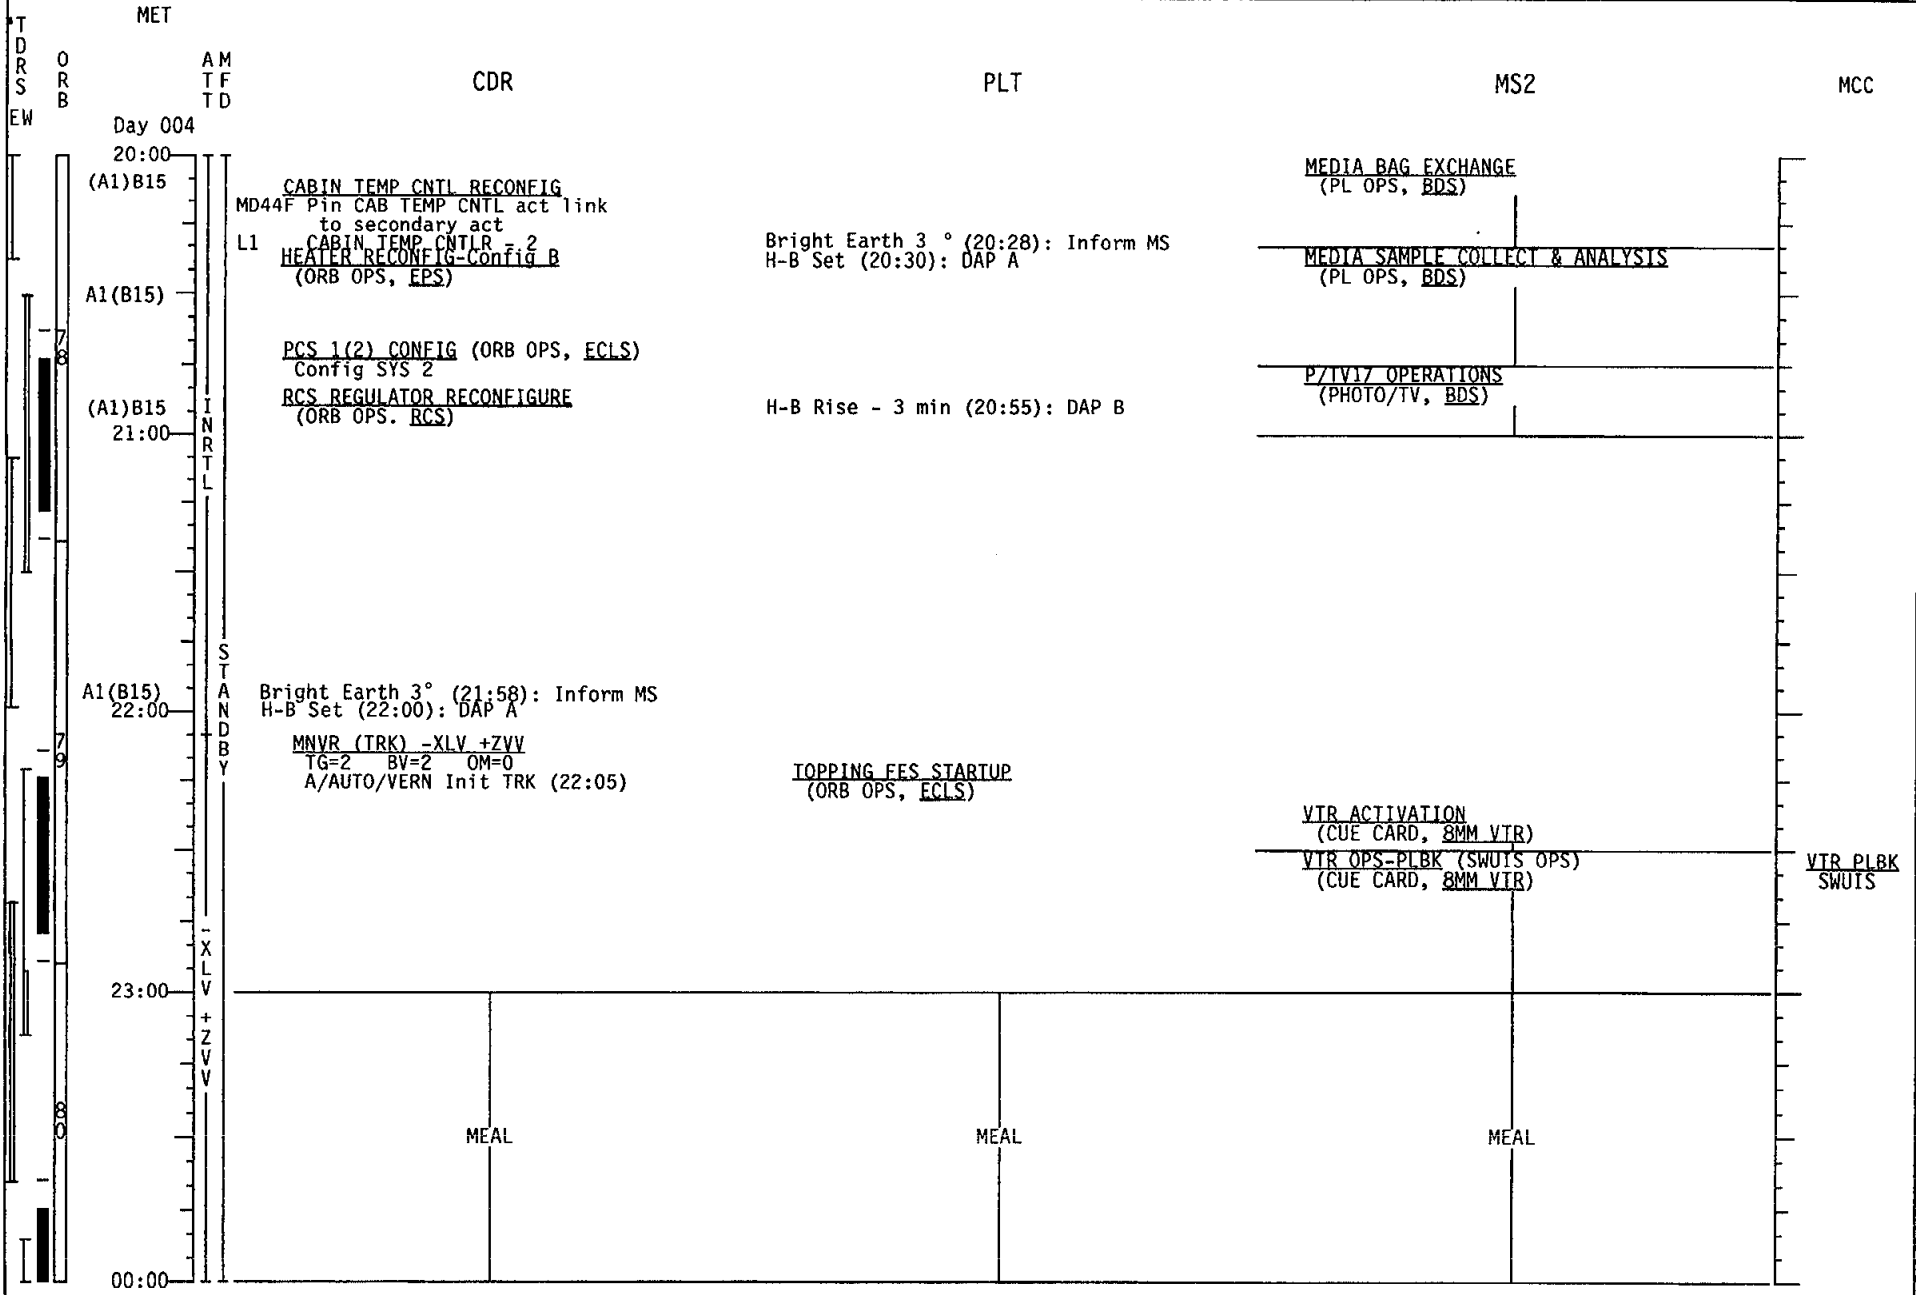 MET
TDRS
EW
ORB
ATT
MFD
CDR
PLT
MS2
MCC
Day 004
20:00
(A1)B15
CABIN TEMP CNTL RECONFIG
MD44F Pin CAB TEMP CNTL act link
to secondary act
L1 CABIN TEMP CNTLR - 2
HEATER RECONFIG-Config B
(ORB OPS, EPS)
Bright Earth 3 ° (20:28): Inform MS
H-B Set (20:30): DAP A
MEDIA BAG EXCHANGE
(PL OPS, BDS)
MEDIA SAMPLE COLLECT & ANALYSIS
(PL OPS, BDS)
A1(B15)
78
PCS 1(2) CONFIG (ORB OPS, ECLS)
Config SYS 2
RCS REGULATOR RECONFIGURE
(ORB OPS. RCS)
P/TV17 OPERATIONS
(PHOTO/TV, BDS)
(A1)B15
H-B Rise - 3 min (20:55): DAP B
21:00
INRTL
STANDBY
A1(B15)
22:00
Bright Earth 3° (21:58): Inform MS
H-B Set (22:00): DAP A
79
MNVR (TRK) -XLV +ZVV
TG=2 BV=2 OM=0
A/AUTO/VERN Init TRK (22:05)
TOPPING FES STARTUP
(ORB OPS, ECLS)
VTR ACTIVATION
(CUE CARD, 8MM VTR)
VTR OPS-PLBK (SWUIS OPS)
(CUE CARD, 8MM VTR)
VTR PLBK
SWUIS
-XLV +ZVV
23:00
80
MEAL
MEAL
MEAL
00:00